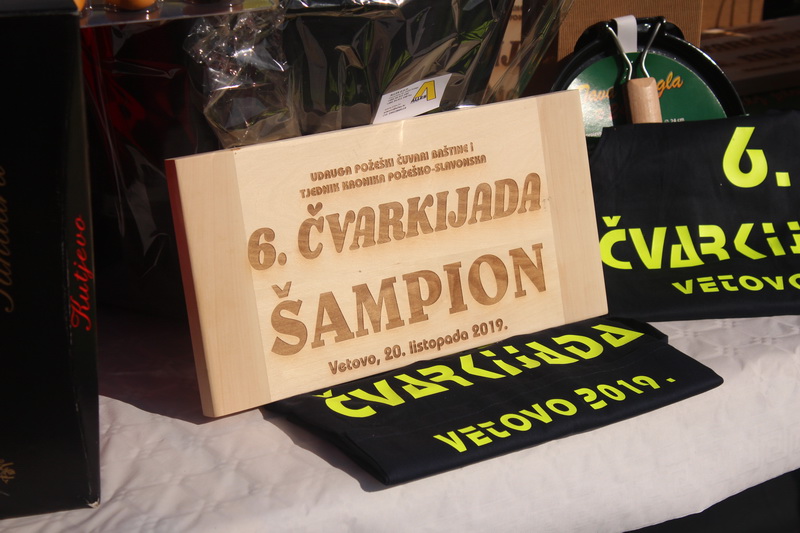 UDRUGA POŽEŠKI ČUVARI BAŠTINE I
TJEDNIK KRONIKA POŽEŠKO-SLAVONSKA
6. ČVARKIJADA
ŠAMPION
Vetovo, 20. listopada 2019.
ČVARKIJADA
VETOVO 2019.
6.
ČVARKIJ
VETOVO
Kutjevo